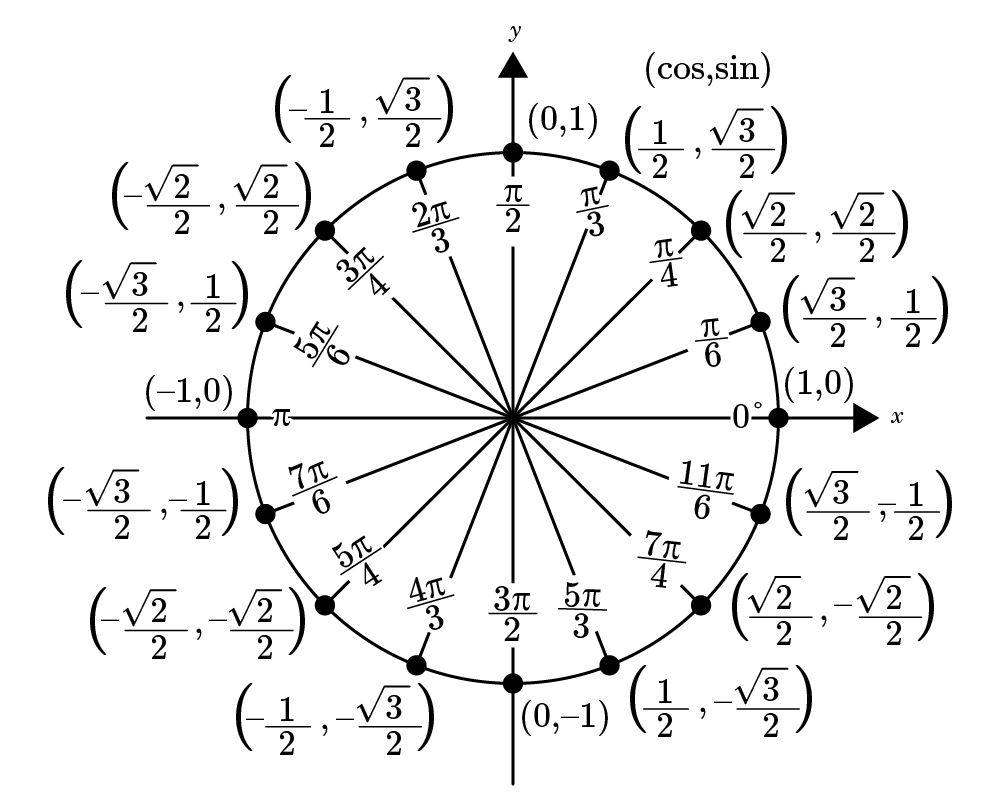 y
(cos,sin)
(0,1)
(-1/2, √3/2)
(1/2, √3/2)
(-√2/2, √2/2)
(√2/2, √2/2)
π/2
2π/3
π/3
3π/4
π/4
(-√3/2, 1/2)
(√3/2, 1/2)
5π/6
π/6
(-1,0)
(1,0)
π
0°
x
7π/6
11π/6
(-√3/2, -1/2)
(√3/2, -1/2)
5π/4
7π/4
4π/3
3π/2
5π/3
(-√2/2, -√2/2)
(√2/2, -√2/2)
(-1/2, -√3/2)
(0,-1)
(1/2, -√3/2)